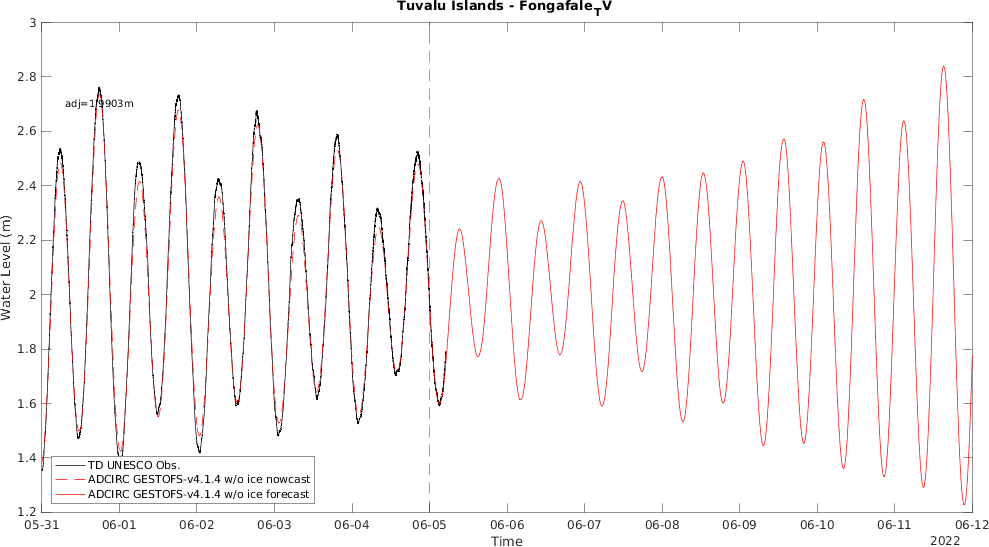 Tuvalu Islands - Fongafale_TV
3
2.8
2.6
2.4
2.2
2
1.8
1.6
1.4
1.2
Water Level (m)
adj=1.9903m
TD UNESCO Obs.
ADCIRC GESTOFS-v4.1.4 w/o ice nowcast
ADCIRC GESTOFS-v4.1.4 w/o ice forecast
05-31 06-01 06-02 06-03 06-04 06-05 06-06 06-07 06-08 06-09 06-10 06-11 06-12
Time
2022